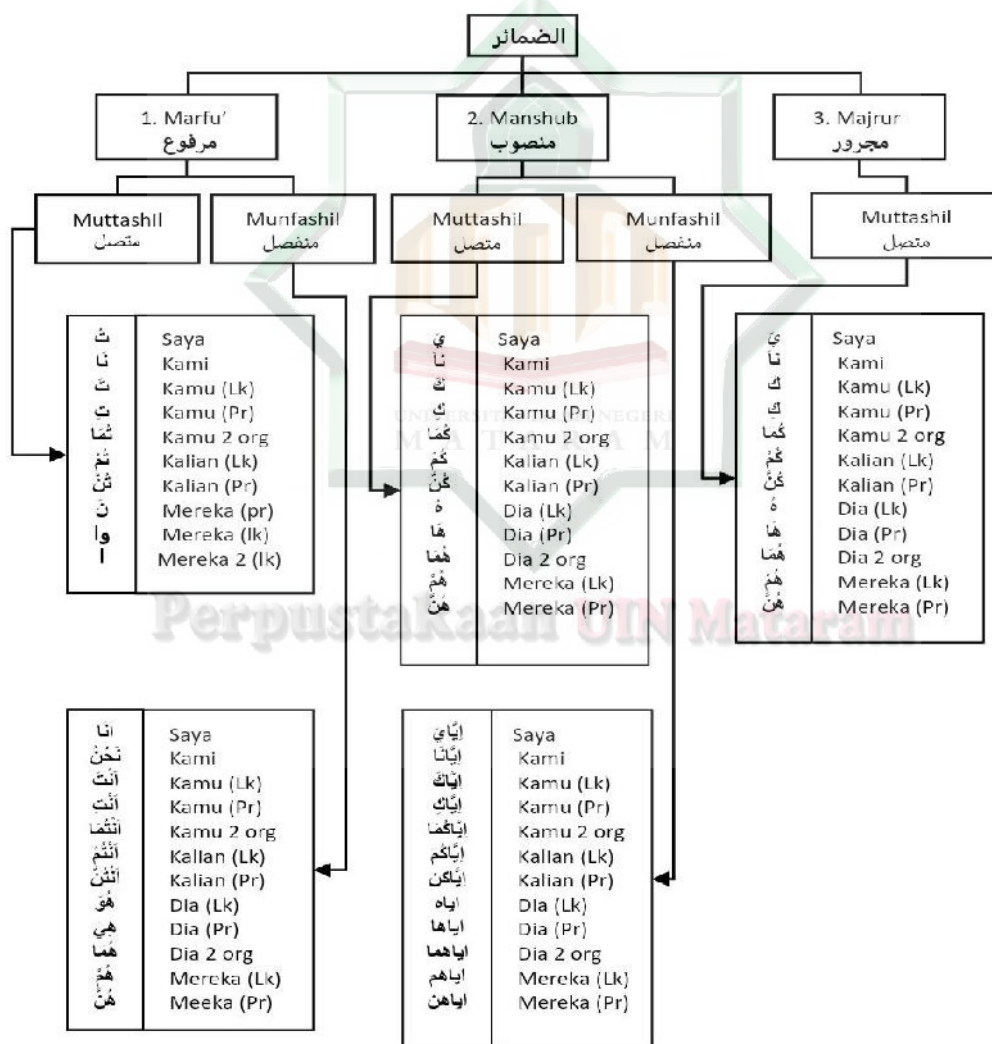 الضمائر
1. Marfu'
مرفوع
2. Manshub
منصوب
3. Majrur
مجرور
Muttashil
متصل
Munfashil
منفصل
Muttashil
متصل
Munfashil
منفصل
Muttashil
متصل
تُ Saya
نَا Kami
تَ Kamu (Lk)
تِ Kamu (Pr)
تُمَا Kamu 2 org
تُمْ Kalian (Lk)
تُنَّ Kalian (Pr)
نَ Mereka (pr)
وا Mereka (lk)
ا Mereka 2 (lk)
يَ Saya
نَا Kami
كَ Kamu (Lk)
كِ Kamu (Pr)
كُمَا Kamu 2 org
كُمْ Kalian (Lk)
كُنَّ Kalian (Pr)
هُ Dia (Lk)
هَا Dia (Pr)
هُمَا Dia 2 org
هُمْ Mereka (Lk)
هُنَّ Mereka (Pr)
يَ Saya
نَا Kami
كَ Kamu (Lk)
كِ Kamu (Pr)
كُما Kamu 2 org
كُمْ Kalian (Lk)
كُنَّ Kalian (Pr)
هُ Dia (Lk)
هَا Dia (Pr)
هُمَا Dia 2 org
هُمْ Mereka (Lk)
هُنَّ Mereka (Pr)
MATARAM
Perpustakaan UIN Mataram
اَنَا Saya
نَحْنُ Kami
اَنْتَ Kamu (Lk)
اَنْتِ Kamu (Pr)
اَنْتُمَا Kamu 2 org
اَنْتُمْ Kalian (Lk)
اَنْتُنَّ Kalian (Pr)
هُوَ Dia (Lk)
هِيَ Dia (Pr)
هُمَا Dia 2 org
هُمْ Mereka (Lk)
هُنَّ Meeka (Pr)
اِيَّايَ Saya
اِيَّانَا Kami
اِيَّاكَ Kamu (Lk)
اِيَّاكِ Kamu (Pr)
اِيَّاكُمَا Kamu 2 org
اِيَّاكُم Kalian (Lk)
اِيَّاكن Kalian (Pr)
اياه Dia (Lk)
اياها Dia (Pr)
اياهما Dia 2 org
اياهم Mereka (Lk)
اياهن Mereka (Pr)